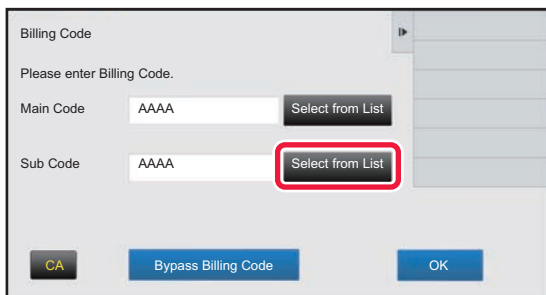 Billing Code
Please enter Billing Code.
Main Code AAAA Select from List
Sub Code AAAA Select from List
CA Bypass Billing Code OK